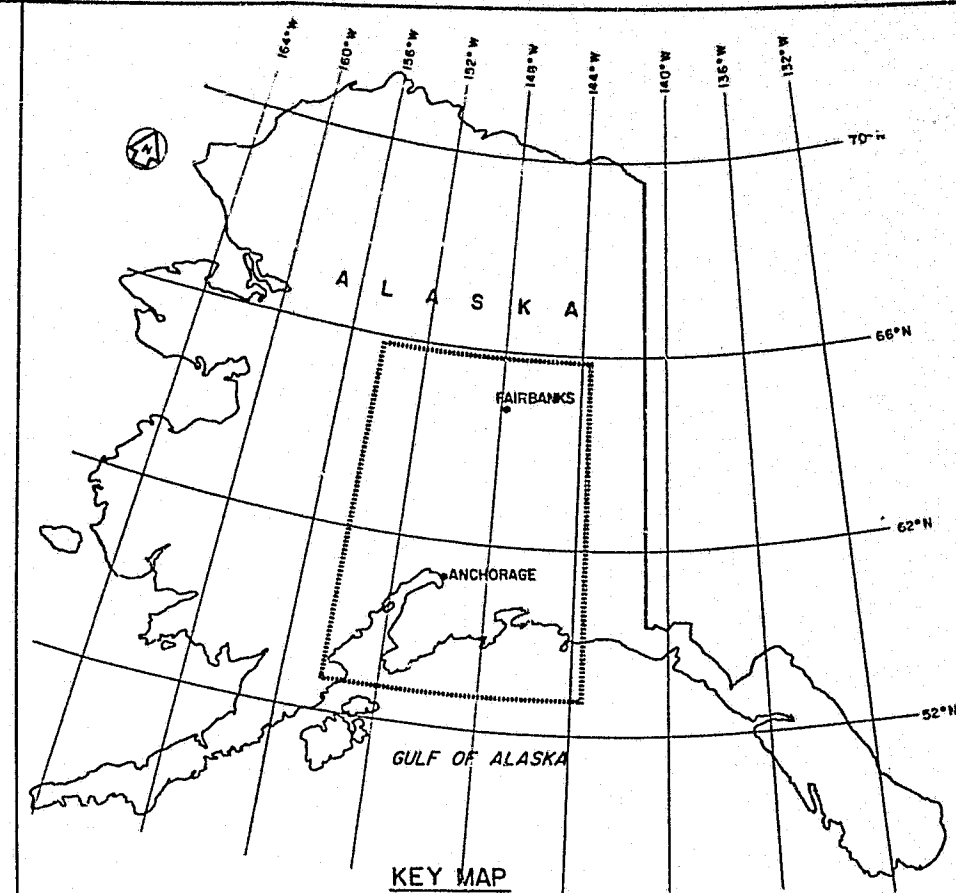 164°W 160°W 156°W 152°W 148°W 144°W 140°W 136°W 132°W
N
70°N
ALASKA
66°N
FAIRBANKS
62°N
ANCHORAGE
52°N
GULF OF ALASKA
KEY MAP